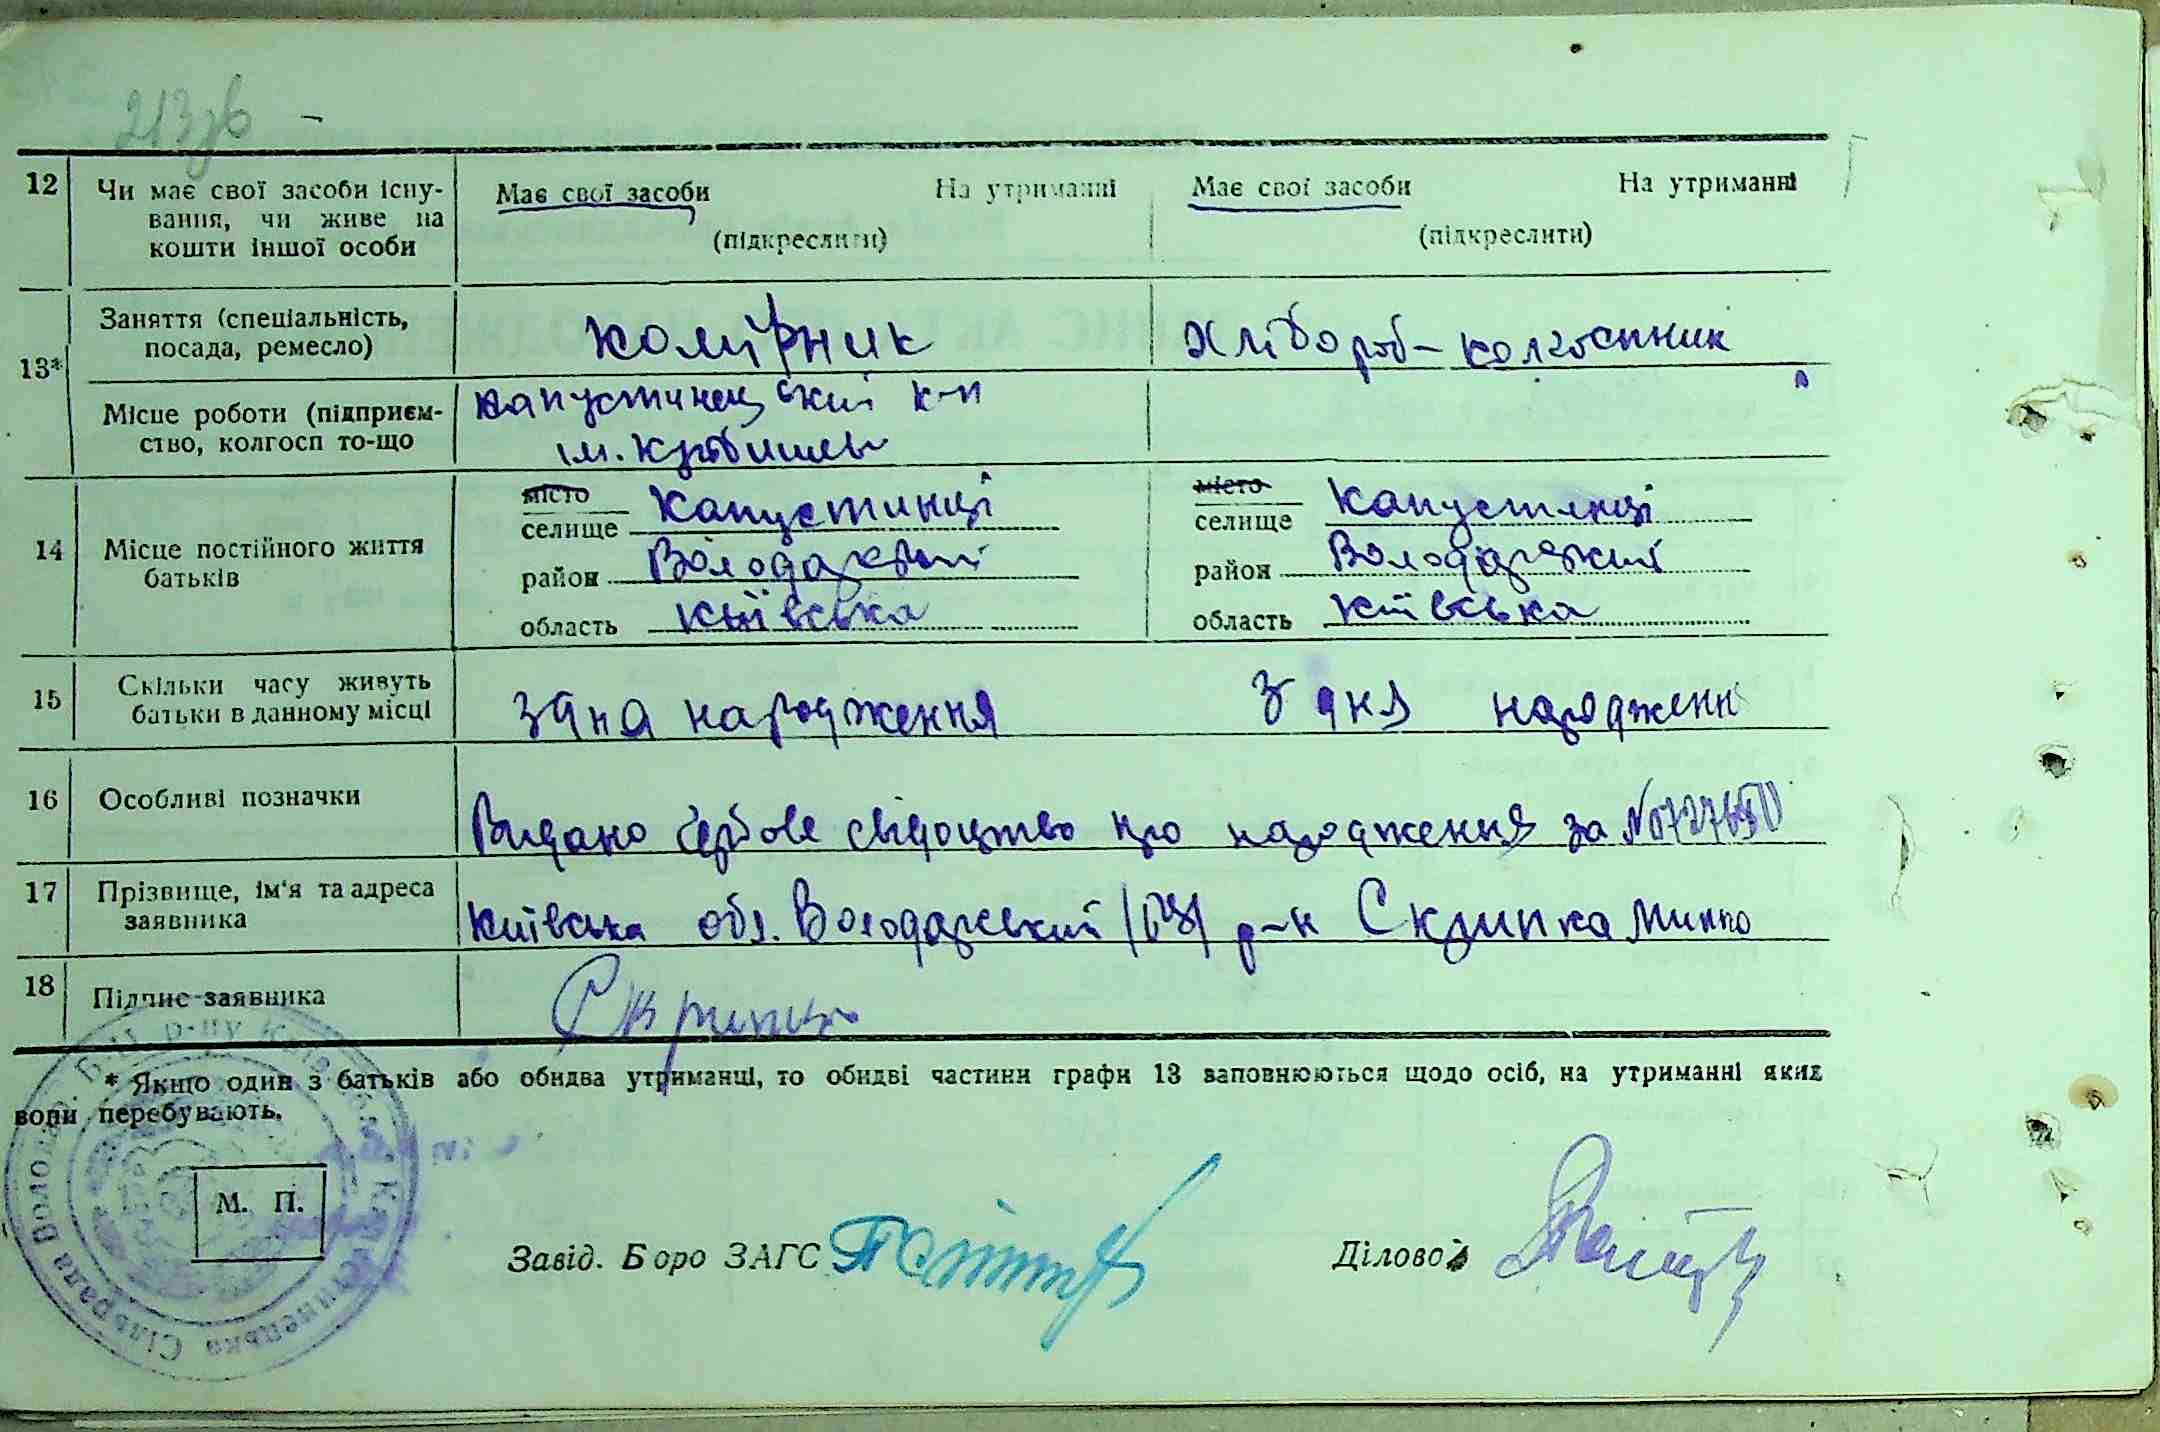 213зв
12 Чи має свої засоби існу- Має свої засоби На утриманні Має свої засоби На утриманні
вання, чи живе на
кошти іншої особи (підкреслити) (підкреслити)
13* Заняття (спеціальність, комірник Хлібороб-колгоспник
посада, ремесло)
Місце роботи (підприєм- Капустинецький к-п
ство, колгосп то-що ім.
14 Місце постійного життя місто селище Капустинці місто селище Капустинці
батьків район Володарський район Володарський
область Київська область Київська
15 Скільки часу живуть з дня народження З дня народження
батьки в данному місці
16 Особливі позначки Видано гербове свідоцтво про народження за №
17 Прізвище, ім'я та адреса Київська обл. Володарський р-н Скрипка
заявника
18 Підпис заявника Скрипка
* Якщо один з батьків або обидва утриманці, то обидві частини графи 13 заповнюються щодо осіб, на утриманні яких
вони перебувають.
М. П.
Завід. Боро ЗАГС Діловод